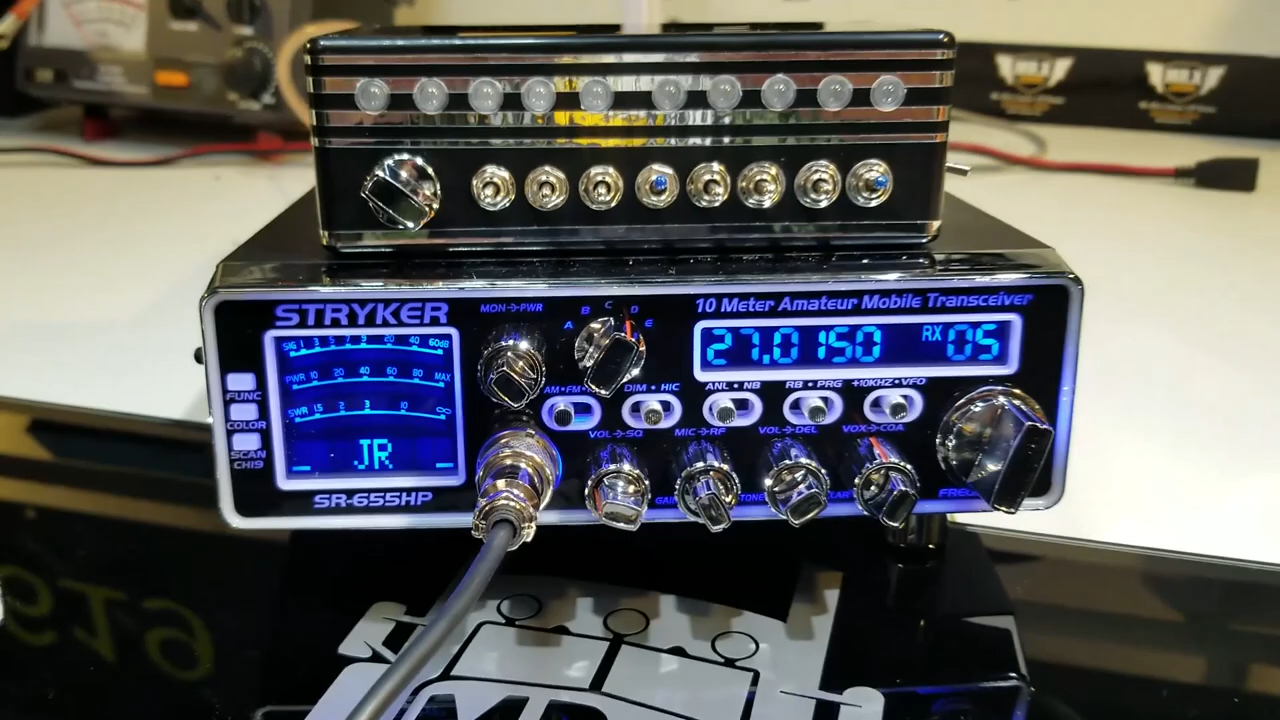 STRYKER
MON->PWR
A B C D E
10 Meter Amateur Mobile Transceiver
27.0150 RX 05
SIG 1 3 5 7 9 20 40 60dB
PWR 10 20 40 60 80 MAX
SWR 1.5 2 3 10 ∞
JR
FUNC
COLOR
SCAN
CH19
SR-655HP
AM•FM•
DIM • HIC
ANL • NB
RB • PRG
+10KHZ•VFO
VOL->SQ
MIC->RF
VOL->DEL
VOX->COA